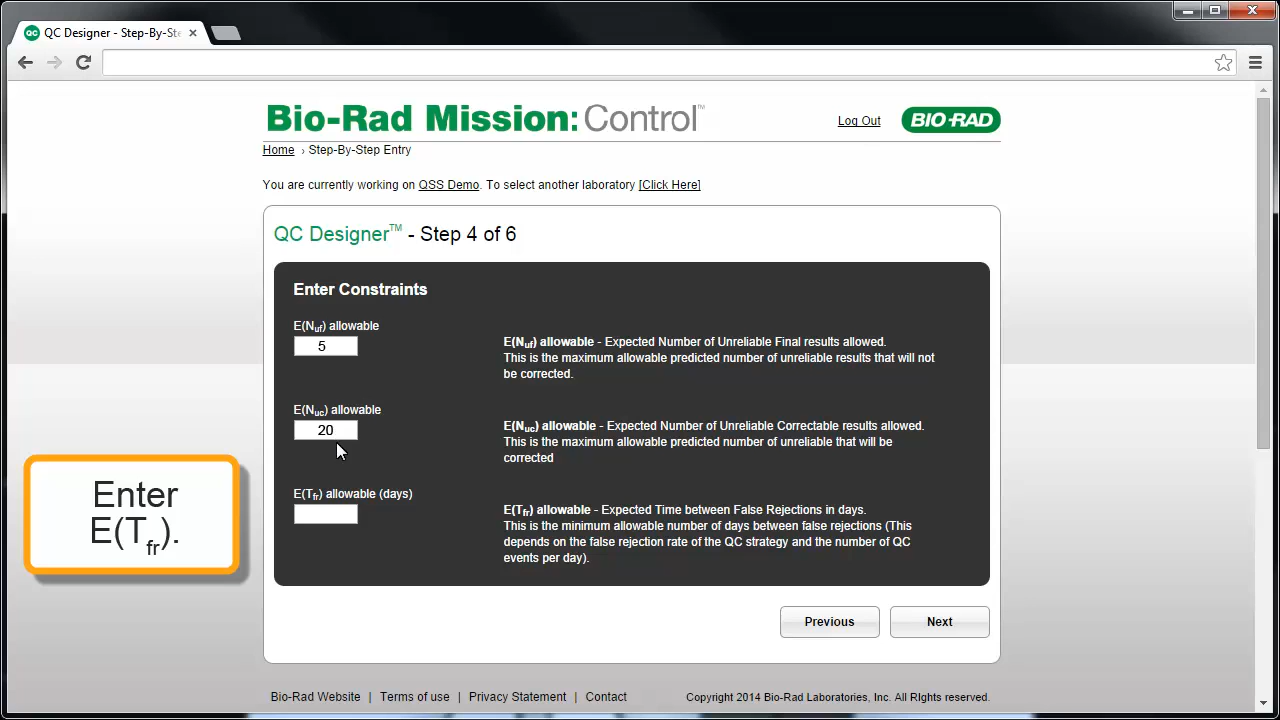 QC Designer - Step-By-Ste
Bio-Rad Mission:Control™
Log Out
BIO-RAD
Home › Step-By-Step Entry
You are currently working on QSS Demo. To select another laboratory [Click Here]
QC Designer™ - Step 4 of 6
Enter Constraints
E(Nuf) allowable
5
E(Nuf) allowable - Expected Number of Unreliable Final results allowed.
This is the maximum allowable predicted number of unreliable results that will not
be corrected.
E(Nuc) allowable
20
E(Nuc) allowable - Expected Number of Unreliable Correctable results allowed.
This is the maximum allowable predicted number of unreliable that will be
corrected
E(Tfr) allowable (days)
E(Tfr) allowable - Expected Time between False Rejections in days.
This is the minimum allowable number of days between false rejections (This
depends on the false rejection rate of the QC strategy and the number of QC
events per day).
Enter
E(Tfr).
Previous
Next
Bio-Rad Website | Terms of use | Privacy Statement | Contact
Copyright 2014 Bio-Rad Laboratories, Inc. All RIghts reserved.